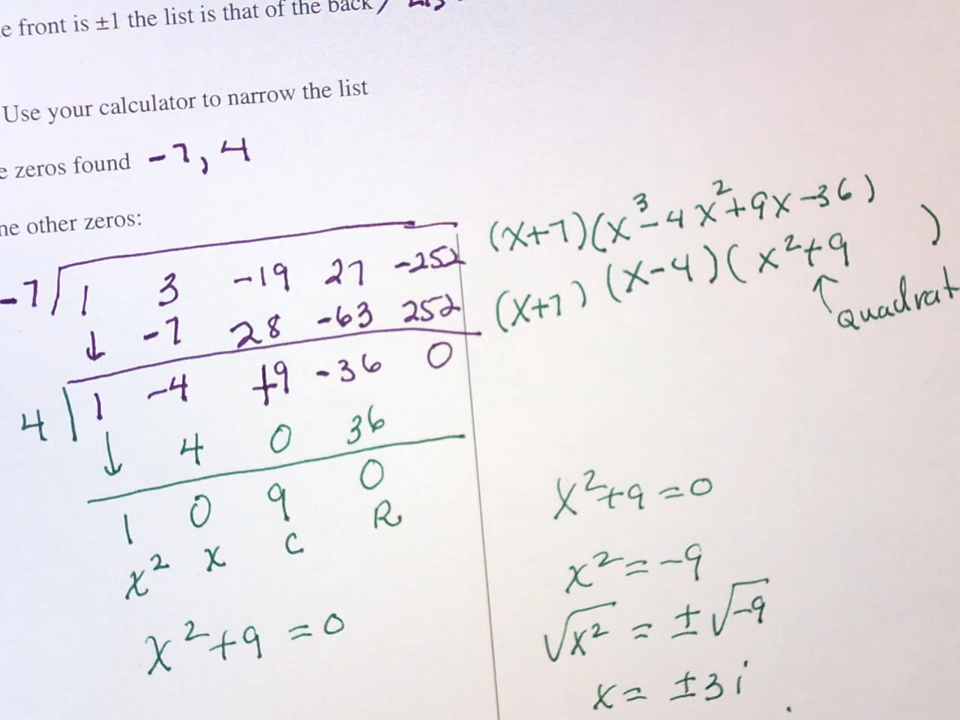 e front is ±1 the list is that of the back)
Use your calculator to narrow the list
e zeros found -7, 4
ne other zeros:
-7 1 3 -19 27 -252
↓ -7 28 -63 252
4 1 -4 +9 -36 0
↓ 4 0 36
1 0 9 0
x² x C R
x²+9 =0
(x+7)(x³-4x²+9x-36)
(x+7)(x-4)(x²+9 )
↑
quadrat
x²+9=0
x²=-9
√x² = ±√-9
x= ±3i